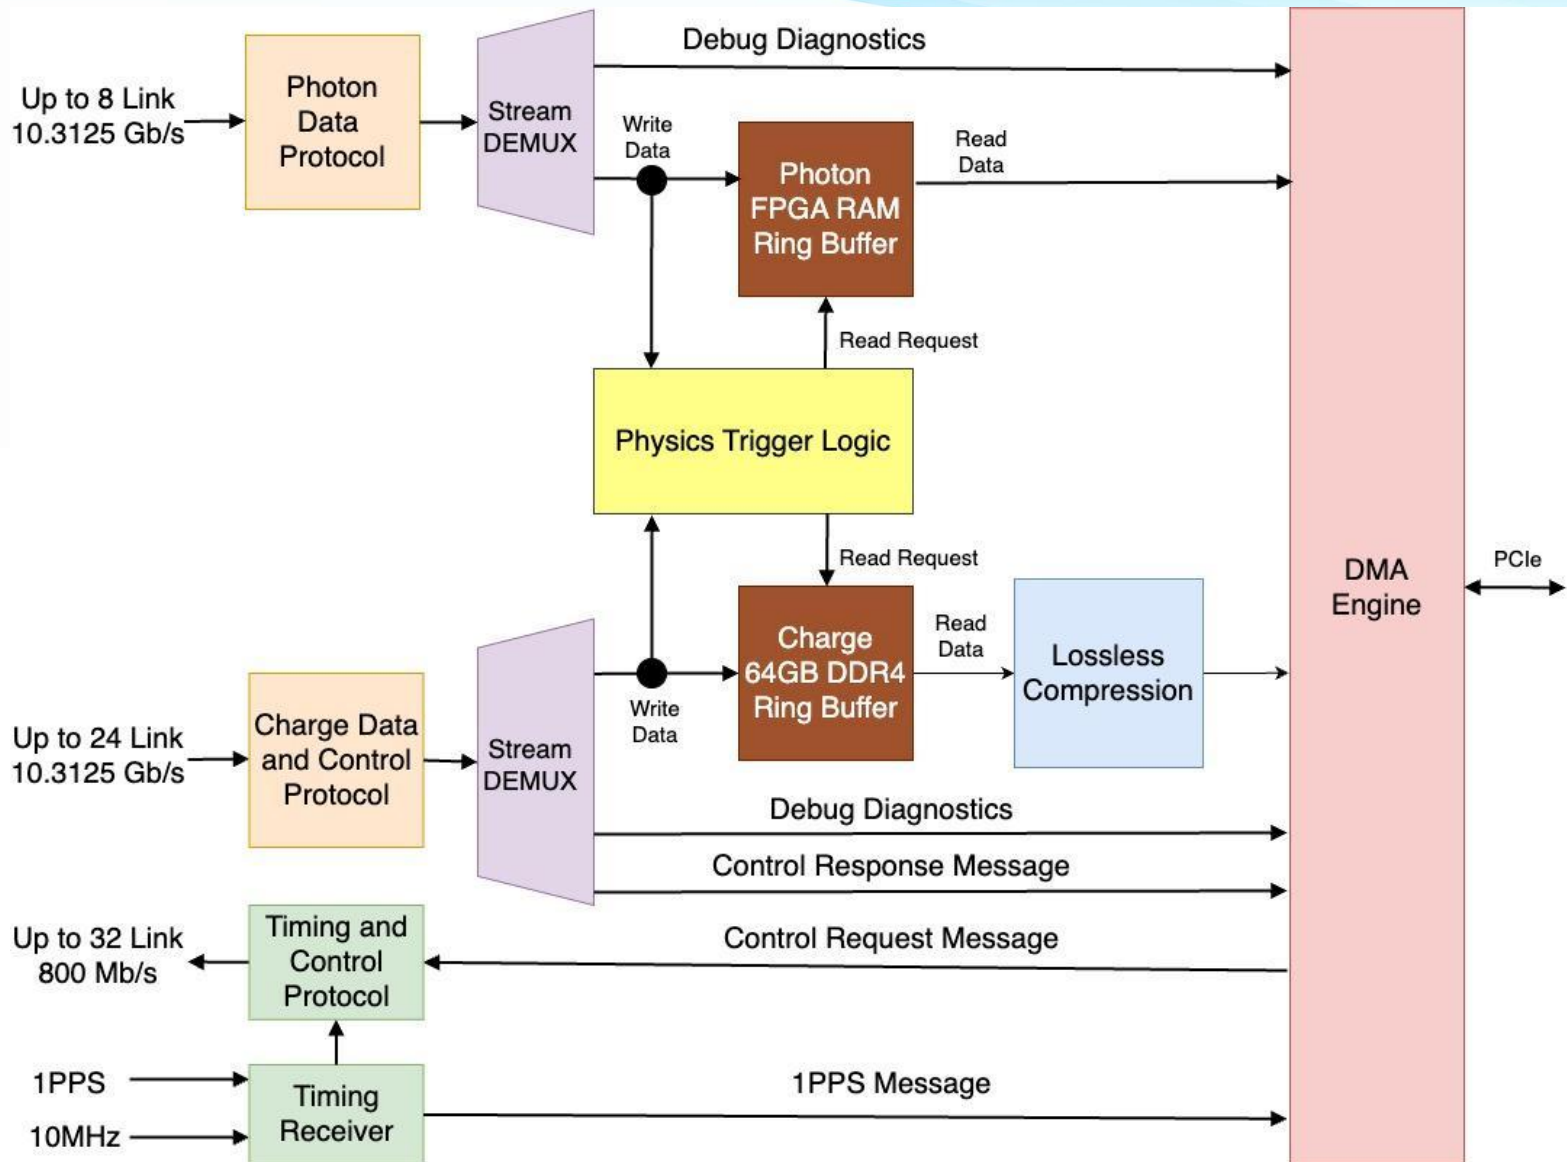 Debug Diagnostics
Up to 8 Link
10.3125 Gb/s
Photon
Data
Protocol
Stream
DEMUX
Write
Data
Photon
FPGA RAM
Ring Buffer
Read
Data
Read Request
Physics Trigger Logic
Read Request
DMA
Engine
PCIe
Up to 24 Link
10.3125 Gb/s
Charge Data
and Control
Protocol
Stream
DEMUX
Write
Data
Charge
64GB DDR4
Ring Buffer
Read
Data
Lossless
Compression
Debug Diagnostics
Control Response Message
Up to 32 Link
800 Mb/s
Timing and
Control
Protocol
Control Request Message
1PPS
10MHz
Timing
Receiver
1PPS Message